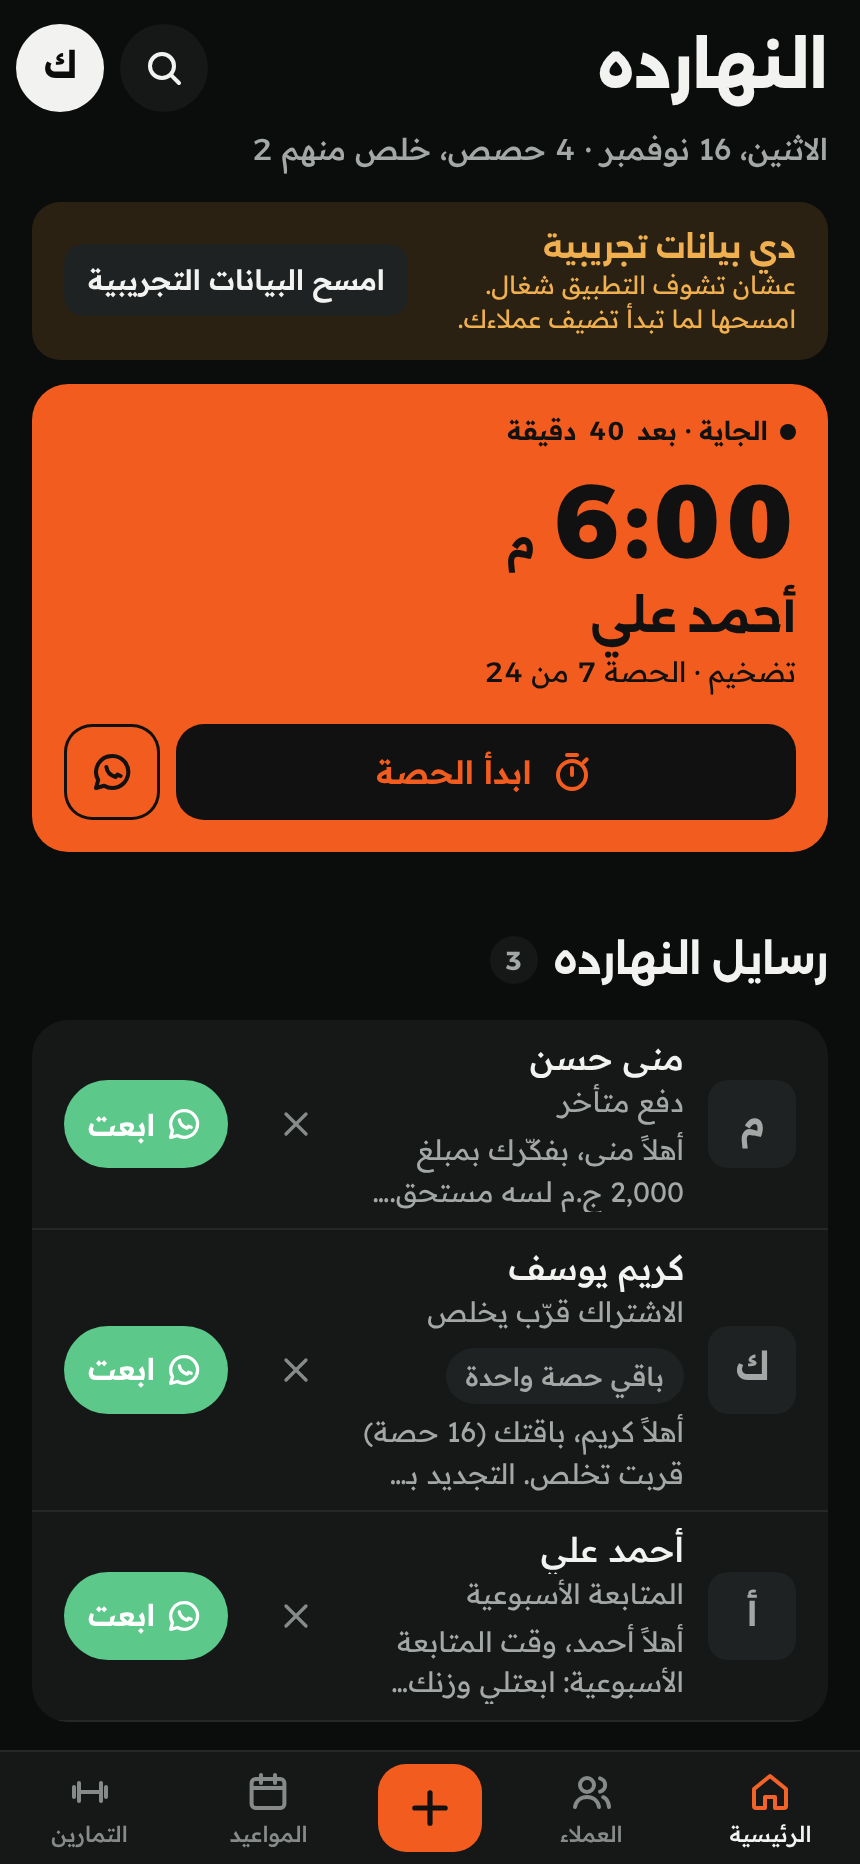 النهارده
ك
الاثنين، 16 نوفمبر · 4 حصص، خلص منهم 2
دي بيانات تجريبية
عشان تشوف التطبيق شغال.
امسحها لما تبدأ تضيف عملاءك.
امسح البيانات التجريبية
الجاية · بعد 40 دقيقة
6:00 م
أحمد علي
تضخيم · الحصة 7 من 24
ابدأ الحصة
رسايل النهارده 3
م
منى حسن
دفع متأخر
أهلاً منى، بفكّرك بمبلغ
2,000 ج.م لسه مستحق....
ابعت
ك
كريم يوسف
الاشتراك قرّب يخلص
باقي حصة واحدة
أهلاً كريم، باقتك (16 حصة)
قربت تخلص. التجديد بـ...
ابعت
أ
أحمد علي
المتابعة الأسبوعية
أهلاً أحمد، وقت المتابعة
الأسبوعية: ابعتلي وزنك...
ابعت
الرئيسية
العملاء
المواعيد
التمارين